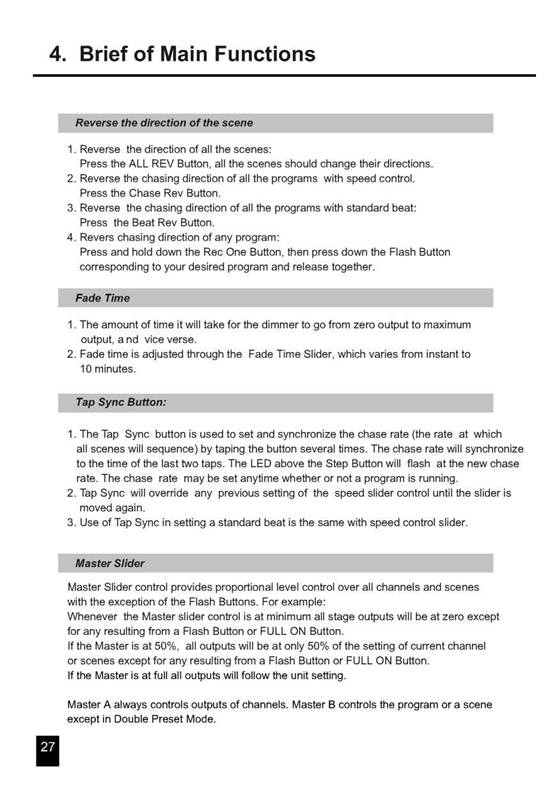 4.  Brief of Main Functions
Reverse the direction of the scene
1. Reverse  the direction of all the scenes:
Press the ALL REV Button, all the scenes should change their directions.
2. Reverse the chasing direction of all the programs  with speed control.
Press the Chase Rev Button.
3. Reverse  the chasing direction of all the programs with standard beat:
Press  the Beat Rev Button.
4. Revers chasing direction of any program:
Press and hold down the Rec One Button, then press down the Flash Button
corresponding to your desired program and release together.
Fade Time
1. The amount of time it will take for the dimmer to go from zero output to maximum
output, a nd  vice verse.
2. Fade time is adjusted through the  Fade Time Slider, which varies from instant to
10 minutes.
Tap Sync Button:
1. The Tap  Sync  button is used to set and synchronize the chase rate (the rate  at  which
all scenes will sequence) by taping the button several times. The chase rate will synchronize
to the time of the last two taps. The LED above the Step Button will  flash  at the new chase
rate. The chase  rate  may be set anytime whether or not a program is running.
2. Tap Sync  will override  any  previous setting of  the  speed slider control until the slider is
moved again.
3. Use of Tap Sync in setting a standard beat is the same with speed control slider.
Master Slider
Master Slider control provides proportional level control over all channels and scenes
with the exception of the Flash Buttons. For example:
Whenever  the Master slider control is at minimum all stage outputs will be at zero except
for any resulting from a Flash Button or FULL ON Button.
If the Master is at 50%,  all outputs will be at only 50% of the setting of current channel
or scenes except for any resulting from a Flash Button or FULL ON Button.
If the Master is at full all outputs will follow the unit setting.
Master A always controls outputs of channels. Master B controls the program or a scene
except in Double Preset Mode.
27